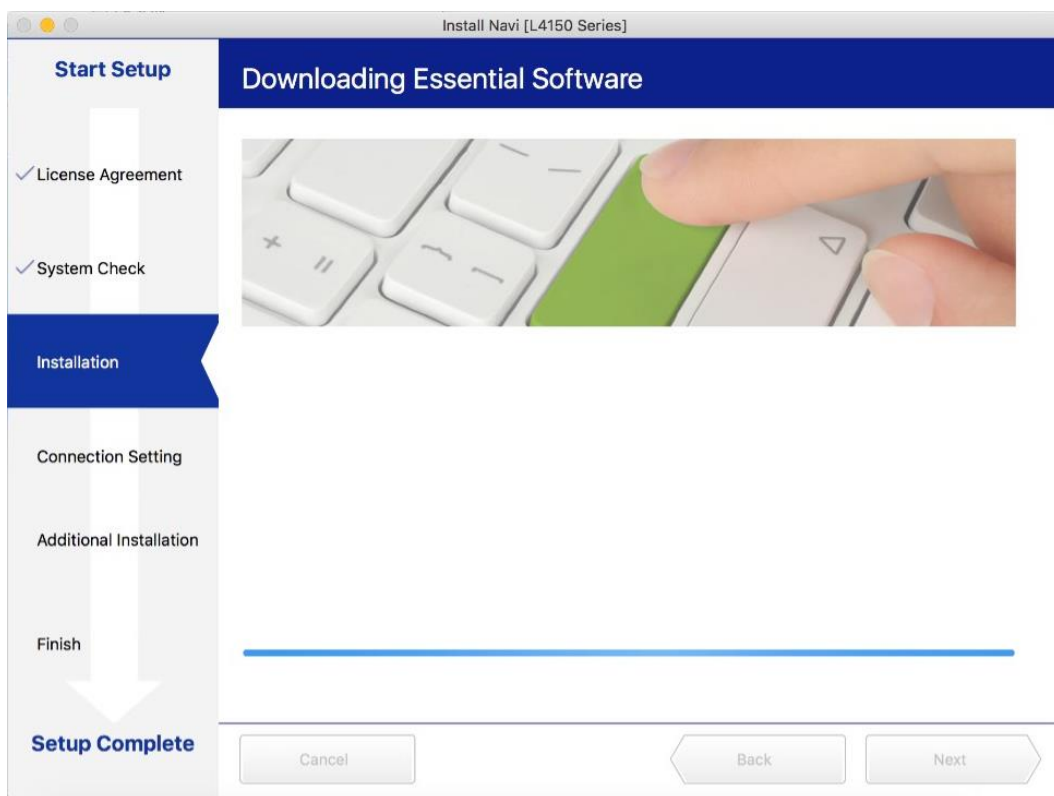 Install Navi [L4150 Series]
Start Setup
Downloading Essential Software
License Agreement
System Check
Installation
Connection Setting
Additional Installation
Finish
Setup Complete
Cancel
Back
Next